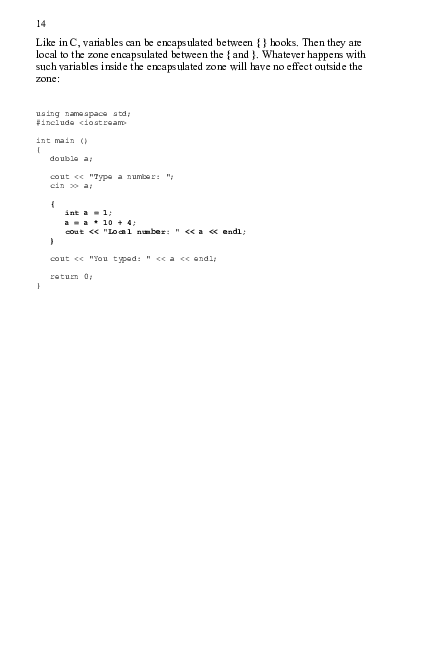 14
Like in C, variables can be encapsulated between { } hooks. Then they are
local to the zone encapsulated between the { and }. Whatever happens with
such variables inside the encapsulated zone will have no effect outside the
zone:
using namespace std;
#include <iostream>
int main ()
{
double a;
cout << "Type a number: ";
cin >> a;
{
int a = 1;
a = a * 10 + 4;
cout << "Local number: " << a << endl;
}
cout << "You typed: " << a << endl;
return 0;
}